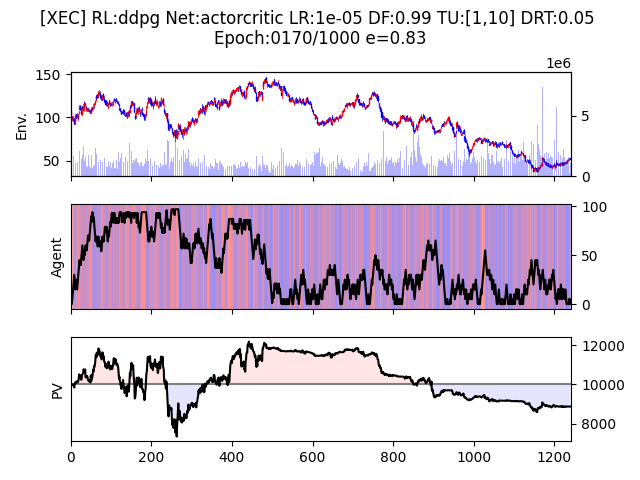 [XEC] RL:ddpg Net:actorcritic LR:1e-05 DF:0.99 TU:[1,10] DRT:0.05
Epoch:0170/1000 e=0.83
1e6
150
100
50
Env.
5
0
Agent
100
50
0
PV
12000
10000
8000
0 200 400 600 800 1000 1200